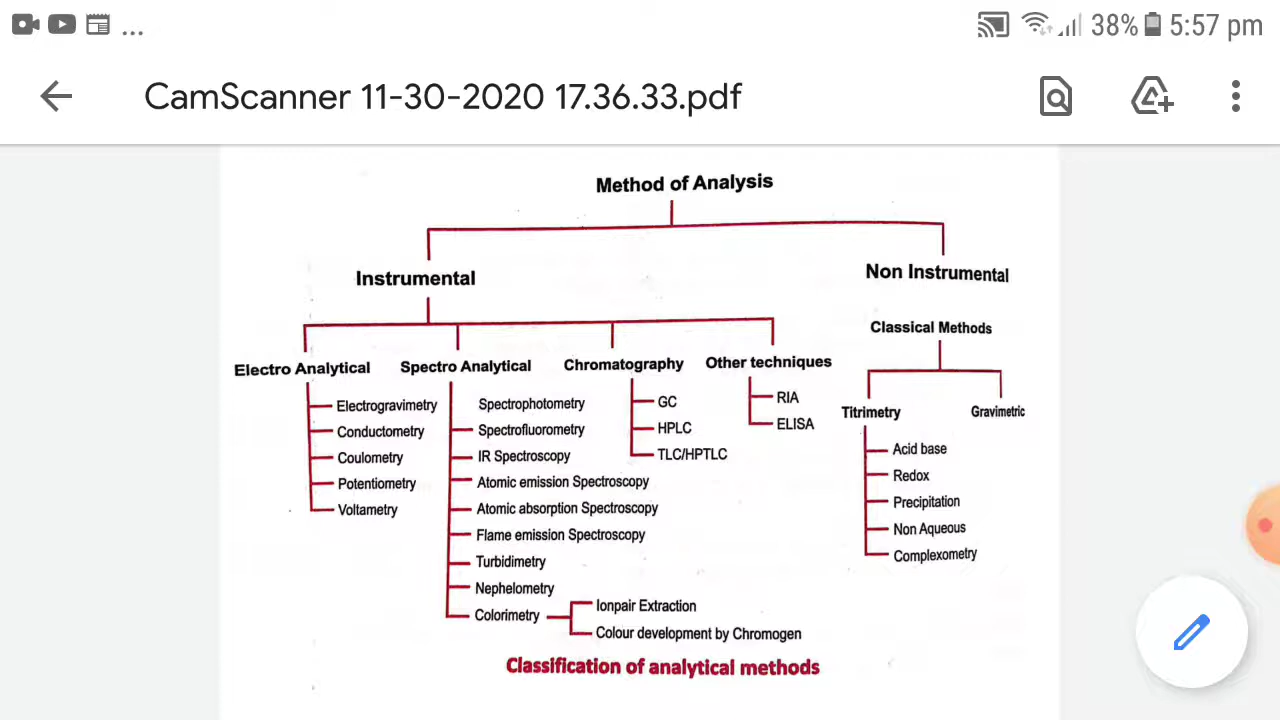 ... 38% 5:57 pm
CamScanner 11-30-2020 17.36.33.pdf
Method of Analysis
Instrumental
Non Instrumental
Classical Methods
Electro Analytical
Spectro Analytical
Chromatography
Other techniques
Titrimetry
Gravimetric
Electrogravimetry
Conductometry
Coulometry
Potentiometry
Voltametry
Spectrophotometry
Spectrofluorometry
IR Spectroscopy
Atomic emission Spectroscopy
Atomic absorption Spectroscopy
Flame emission Spectroscopy
Turbidimetry
Nephelometry
Colorimetry
Ionpair Extraction
Colour development by Chromogen
GC
HPLC
TLC/HPTLC
RIA
ELISA
Acid base
Redox
Precipitation
Non Aqueous
Complexometry
Classification of analytical methods